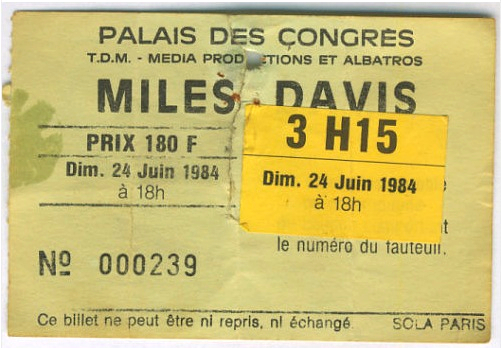 PALAIS DES CONGRÈS
T.D.M. - MEDIA PRODUCTIONS ET ALBATROS
MILES DAVIS
PRIX 180 F
Dim. 24 Juin 1984
à 18h
3 H15
Dim. 24 Juin 1984
à 18h
le numéro du fauteuil.
Nº 000239
Ce billet ne peut être ni repris, ni échangé.
SOLA PARIS